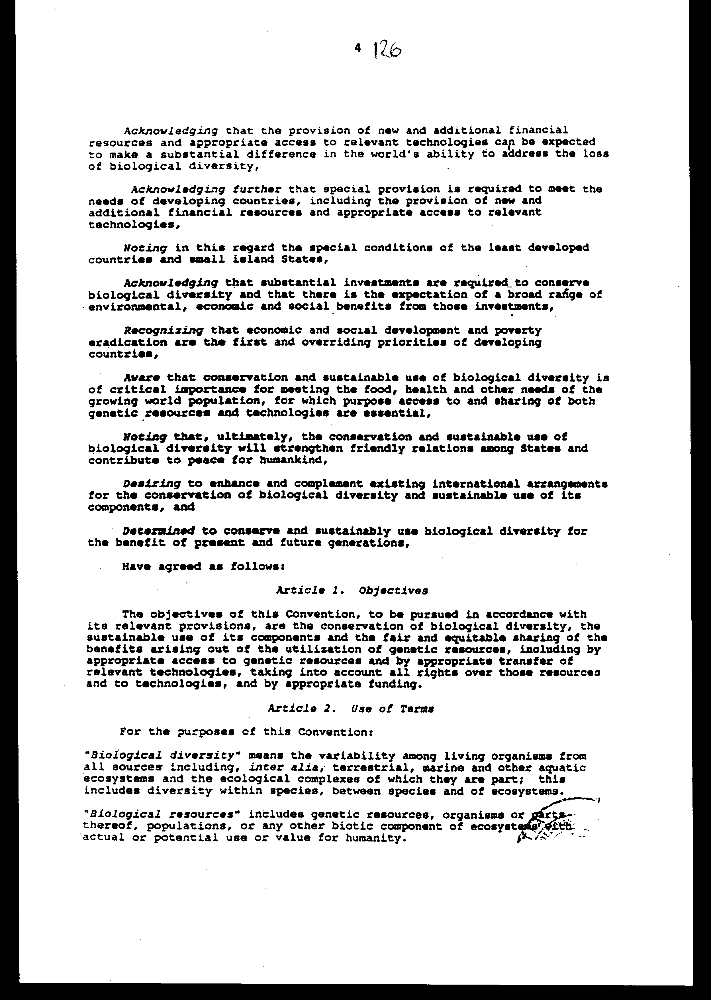 4 126
Acknowledging that the provision of new and additional financial
resources and appropriate access to relevant technologies can be expected
to make a substantial difference in the world's ability to address the loss
of biological diversity,
Acknowledging further that special provision is required to meet the
needs of developing countries, including the provision of new and
additional financial resources and appropriate access to relevant
technologies,
Noting in this regard the special conditions of the least developed
countries and small island States,
Acknowledging that substantial investments are required to conserve
biological diversity and that there is the expectation of a broad range of
environmental, economic and social benefits from those investments,
Recognizing that economic and social development and poverty
eradication are the first and overriding priorities of developing
countries,
Aware that conservation and sustainable use of biological diversity is
of critical importance for meeting the food, health and other needs of the
growing world population, for which purpose access to and sharing of both
genetic resources and technologies are essential,
Noting that, ultimately, the conservation and sustainable use of
biological diversity will strengthen friendly relations among States and
contribute to peace for humankind,
Desiring to enhance and complement existing international arrangements
for the conservation of biological diversity and sustainable use of its
components, and
Determined to conserve and sustainably use biological diversity for
the benefit of present and future generations,
Have agreed as follows:
Article 1. Objectives
The objectives of this Convention, to be pursued in accordance with
its relevant provisions, are the conservation of biological diversity, the
sustainable use of its components and the fair and equitable sharing of the
benefits arising out of the utilization of genetic resources, including by
appropriate access to genetic resources and by appropriate transfer of
relevant technologies, taking into account all rights over those resources
and to technologies, and by appropriate funding.
Article 2. Use of Terms
For the purposes of this Convention:
"Biological diversity" means the variability among living organisms from
all sources including, inter alia, terrestrial, marine and other aquatic
ecosystems and the ecological complexes of which they are part; this
includes diversity within species, between species and of ecosystems.
"Biological resources" includes genetic resources, organisms or parts
thereof, populations, or any other biotic component of ecosystems with
actual or potential use or value for humanity.